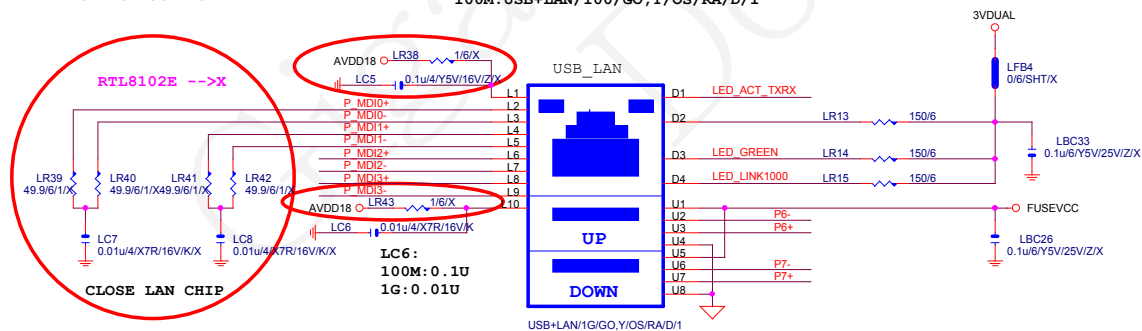 100M:USB+LAN/100/GO,Y/OS/RA/D/1
3VDUAL
AVDD18 LR38 1/6/X
LC5 0.1u/4/Y5V/16V/Z/X
USB_LAN
LFB4
0/6/SHT/X
RTL8102E -->X
L1 D1 LED_ACT_TXRX
P_MDI0+ L2
P_MDI0- L3 D2 LR13 150/6
P_MDI1+ L4
P_MDI1- L5
P_MDI2+ L6 D3 LED_GREEN LR14 150/6
P_MDI2- L7
P_MDI3+ L8 D4 LED_LINK1000 LR15 150/6
P_MDI3- L9
LBC33
0.1u/6/Y5V/25V/Z/X
LR39 LR40 LR41 LR42
49.9/6/1/X 49.9/6/1/X 49.9/6/1/X 49.9/6/1/X
AVDD18 LR43 1/6/X L10
U1 FUSEVCC
U2 P6-
U3 P6+
U4
U5
U6 P7-
U7 P7+
U8
LC6 0.01u/4/X7R/16V/K
UP
DOWN
LC7
0.01u/4/X7R/16V/K/X
LC8
0.01u/4/X7R/16V/K/X
LBC26
0.1u/6/Y5V/25V/Z/X
LC6:
100M:0.1U
1G:0.01U
CLOSE LAN CHIP
USB+LAN/1G/GO,Y/OS/RA/D/1